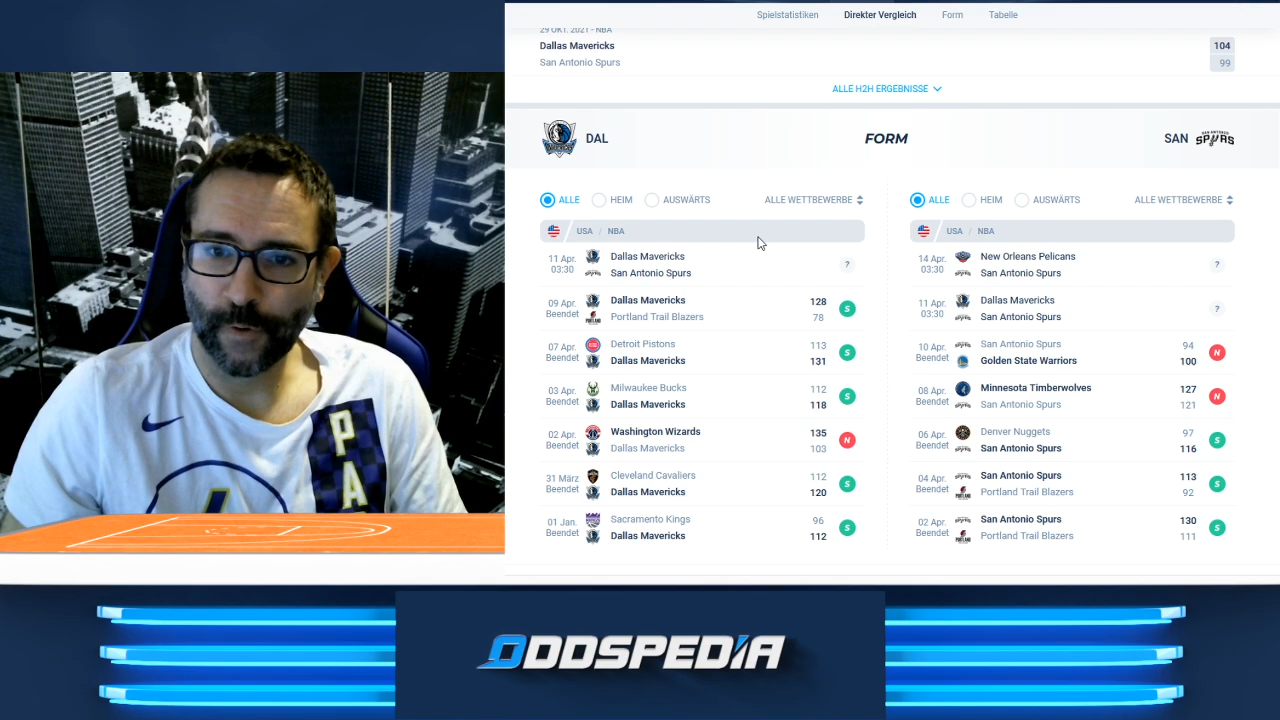 Spielstatistiken
Direkter Vergleich
Form
Tabelle
29 OKT. 2021 - NBA
Dallas Mavericks
104
San Antonio Spurs
99
ALLE H2H ERGEBNISSE
DAL
FORM
SAN
SPURS
ALLE
HEIM
AUSWÄRTS
ALLE WETTBEWERBE
USA / NBA
11 Apr.
03:30
Dallas Mavericks
San Antonio Spurs
?
09 Apr.
Beendet
Dallas Mavericks
128
Portland Trail Blazers
78
S
07 Apr.
Beendet
Detroit Pistons
113
Dallas Mavericks
131
S
03 Apr.
Beendet
Milwaukee Bucks
112
Dallas Mavericks
118
S
02 Apr.
Beendet
Washington Wizards
135
Dallas Mavericks
103
N
31 März
Beendet
Cleveland Cavaliers
112
Dallas Mavericks
120
S
01 Jan.
Beendet
Sacramento Kings
96
Dallas Mavericks
112
S
ALLE
HEIM
AUSWÄRTS
ALLE WETTBEWERBE
USA / NBA
14 Apr.
03:30
New Orleans Pelicans
San Antonio Spurs
?
11 Apr.
03:30
Dallas Mavericks
San Antonio Spurs
?
10 Apr.
Beendet
San Antonio Spurs
94
Golden State Warriors
100
N
08 Apr.
Beendet
Minnesota Timberwolves
127
San Antonio Spurs
121
N
06 Apr.
Beendet
Denver Nuggets
97
San Antonio Spurs
116
S
04 Apr.
Beendet
San Antonio Spurs
113
Portland Trail Blazers
92
S
02 Apr.
Beendet
San Antonio Spurs
130
Portland Trail Blazers
111
S
PA
ODDSPEDIA